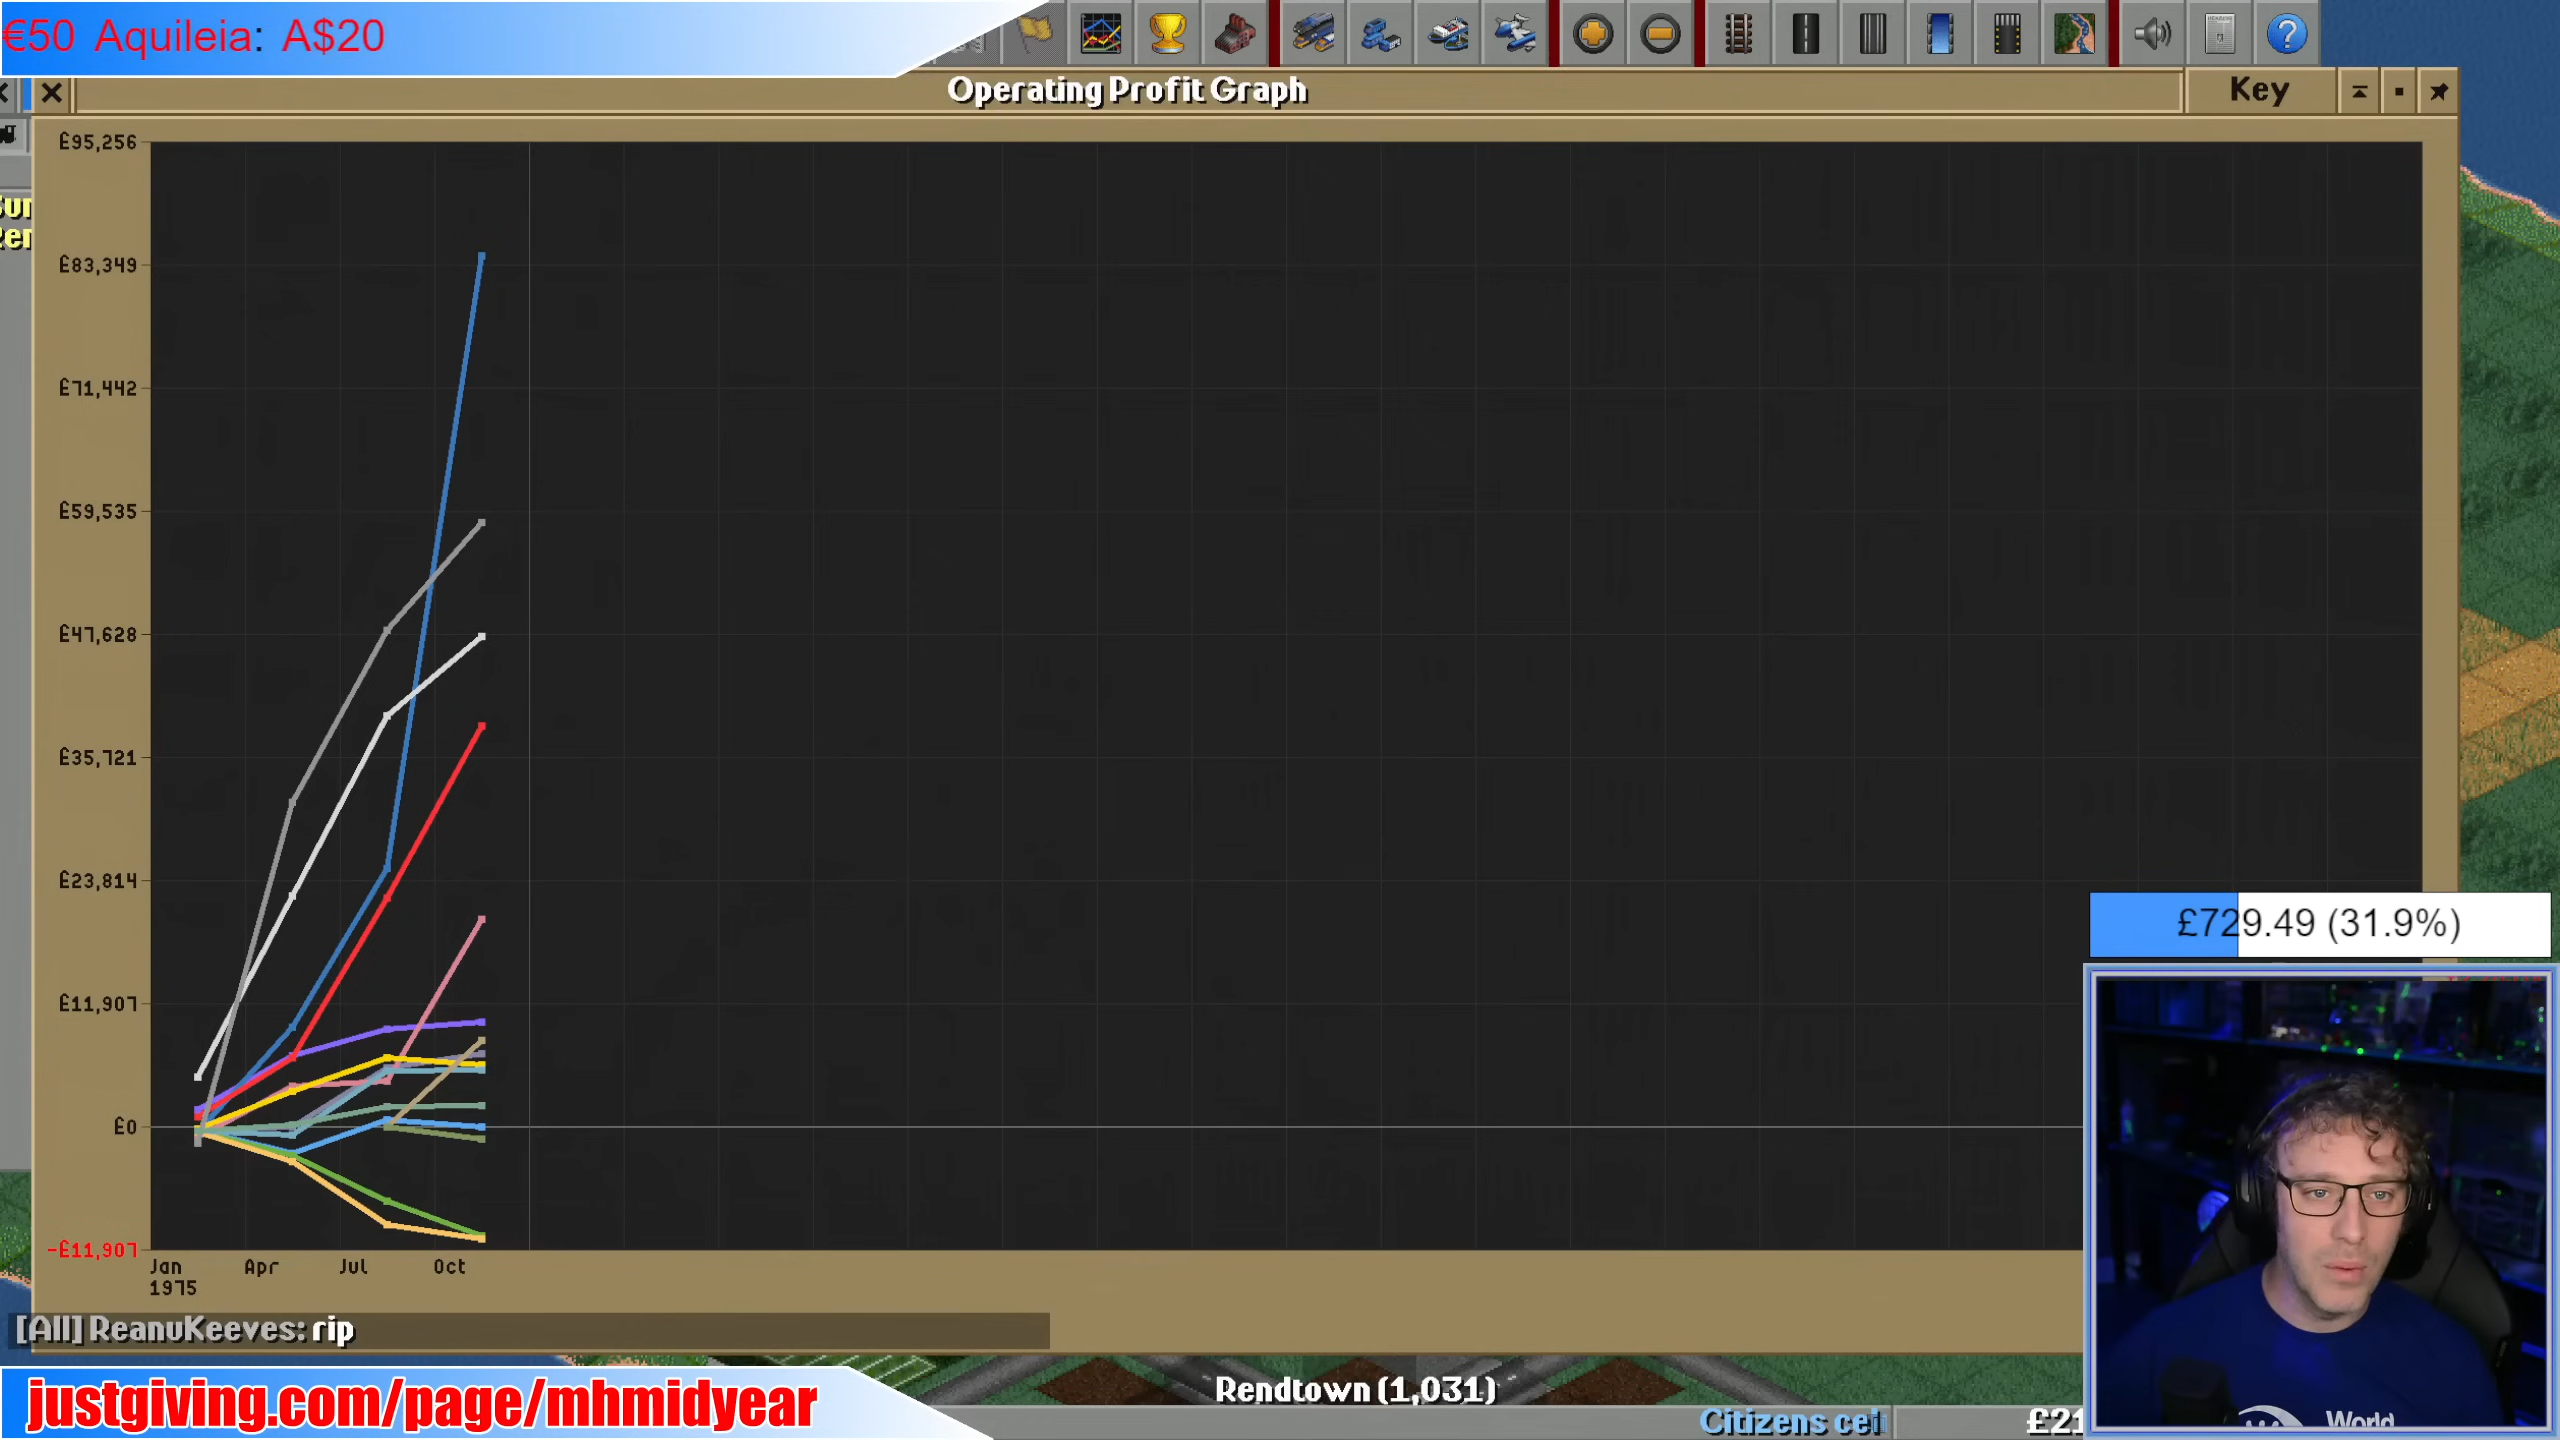 €50 Aquileia: A$20
Operating Profit Graph
Key
£95,256
£83,349
£71,442
£59,535
£47,628
£35,721
£23,814
£11,907
£0
-£11,907
Jan
Apr
Jul
Oct
1975
£729.49 (31.9%)
[All] ReanuKeeves: rip
justgiving.com/page/mhmidyear
Rendtown (1,031)
Citizens
World